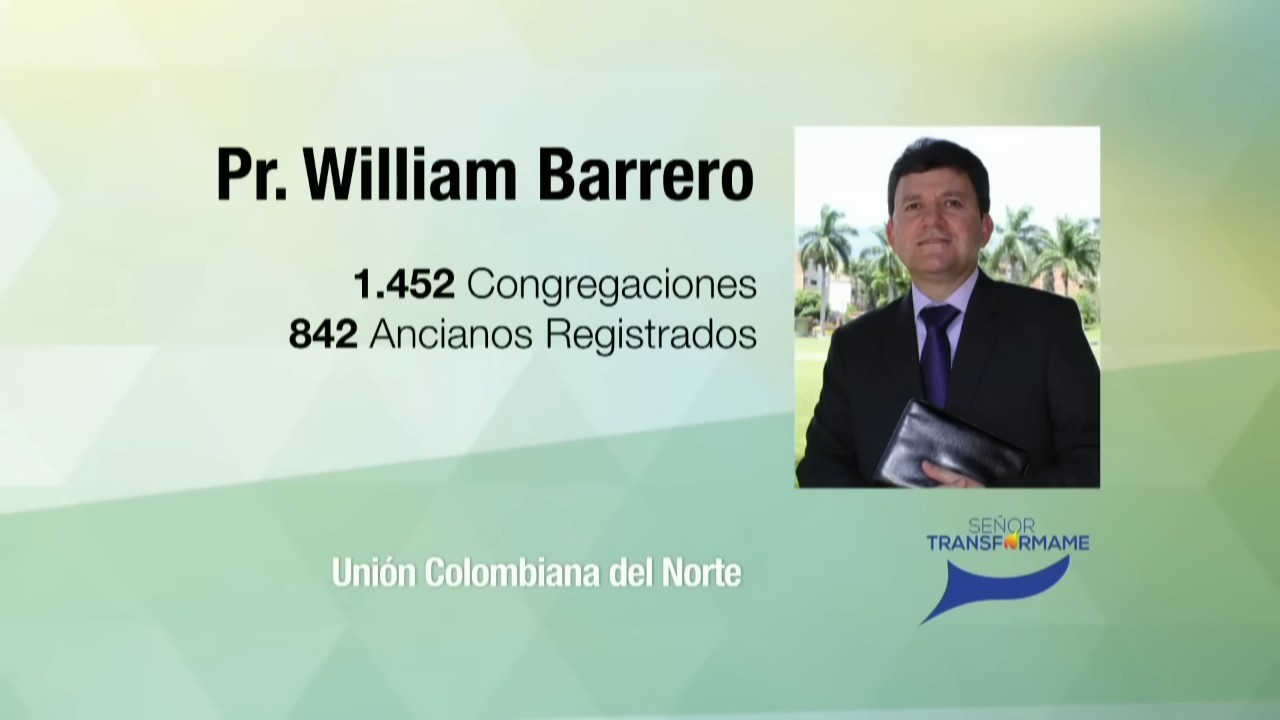 Pr. William Barrero
1.452 Congregaciones
842 Ancianos Registrados
SEÑOR
TRANSFORMAME
Unión Colombiana del Norte